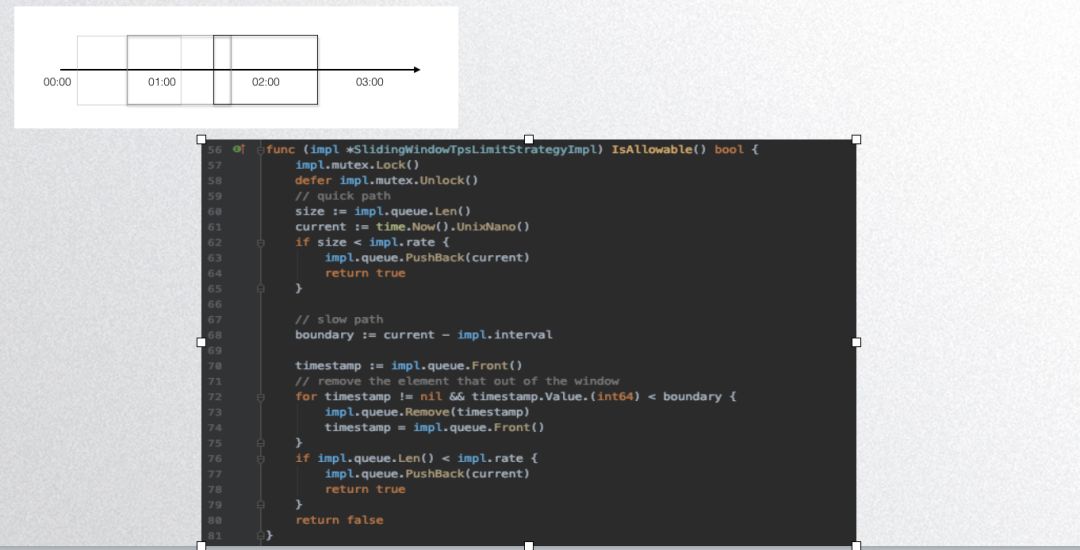 00:00 01:00 02:00 03:00
56 func (impl *SlidingWindowTpsLimitStrategyImpl) IsAllowable() bool {
57 impl.mutex.Lock()
58 defer impl.mutex.Unlock()
59 // quick path
60 size := impl.queue.Len()
61 current := time.Now().UnixNano()
62 if size < impl.rate {
63 impl.queue.PushBack(current)
64 return true
65 }
66
67 // slow path
68 boundary := current - impl.interval
69
70 timestamp := impl.queue.Front()
71 // remove the element that out of the window
72 for timestamp != nil && timestamp.Value.(int64) < boundary {
73 impl.queue.Remove(timestamp)
74 timestamp = impl.queue.Front()
75 }
76 if impl.queue.Len() < impl.rate {
77 impl.queue.PushBack(current)
78 return true
79 }
80 return false
81 }